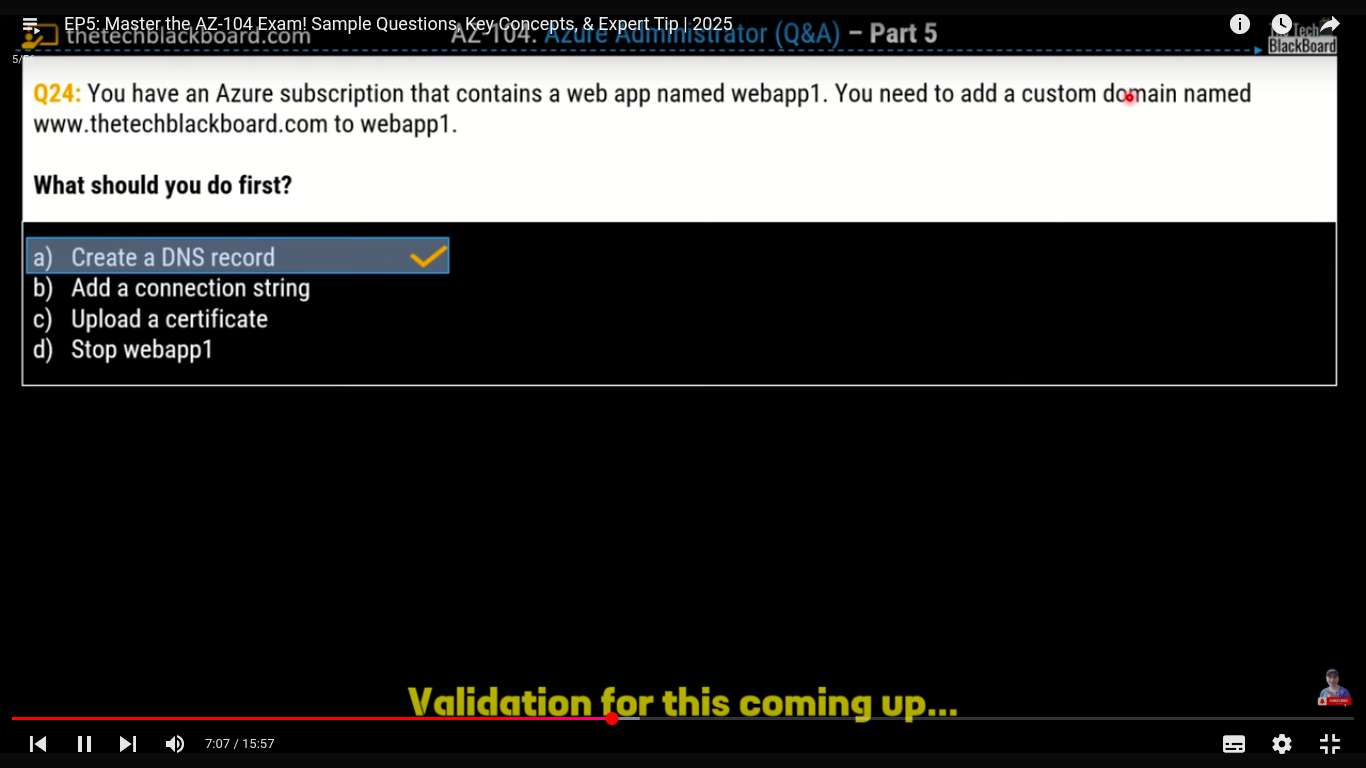 EP5: Master the AZ-104 Exam! Sample Questions, Key Concepts, & Expert Tip | 2025
thetechblackboard.com
AZ-104: Azure Administrator (Q&A) – Part 5
Tech
BlackBoard
Q24: You have an Azure subscription that contains a web app named webapp1. You need to add a custom domain named
www.thetechblackboard.com to webapp1.
What should you do first?
a) Create a DNS record
b) Add a connection string
c) Upload a certificate
d) Stop webapp1
Validation for this coming up...
7:07 / 15:57